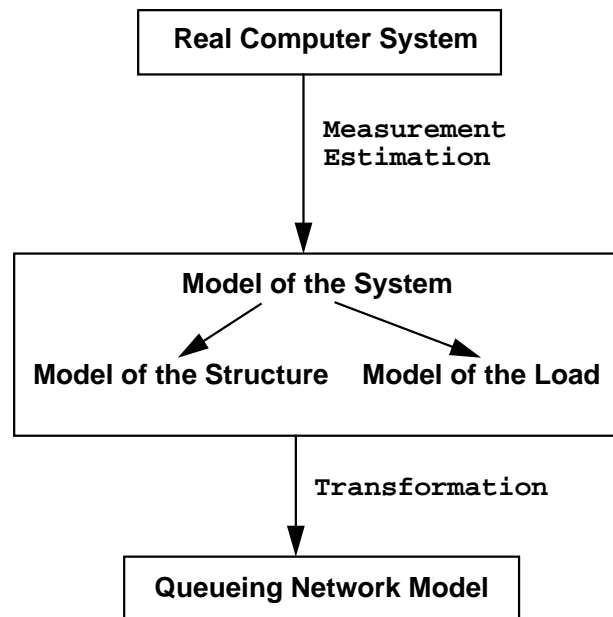 Real Computer System
Measurement
Estimation
Model of the System
Model of the Structure
Model of the Load
Transformation
Queueing Network Model